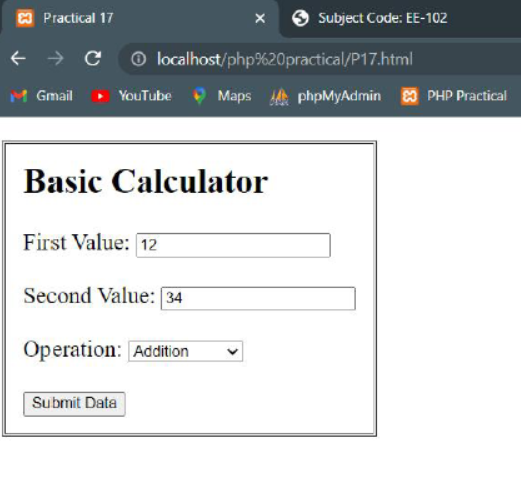 Practical 17
Subject Code: EE-102
localhost/php%20practical/P17.html
Gmail YouTube Maps phpMyAdmin PHP Practical
Basic Calculator
First Value: 12
Second Value: 34
Operation: Addition
Submit Data